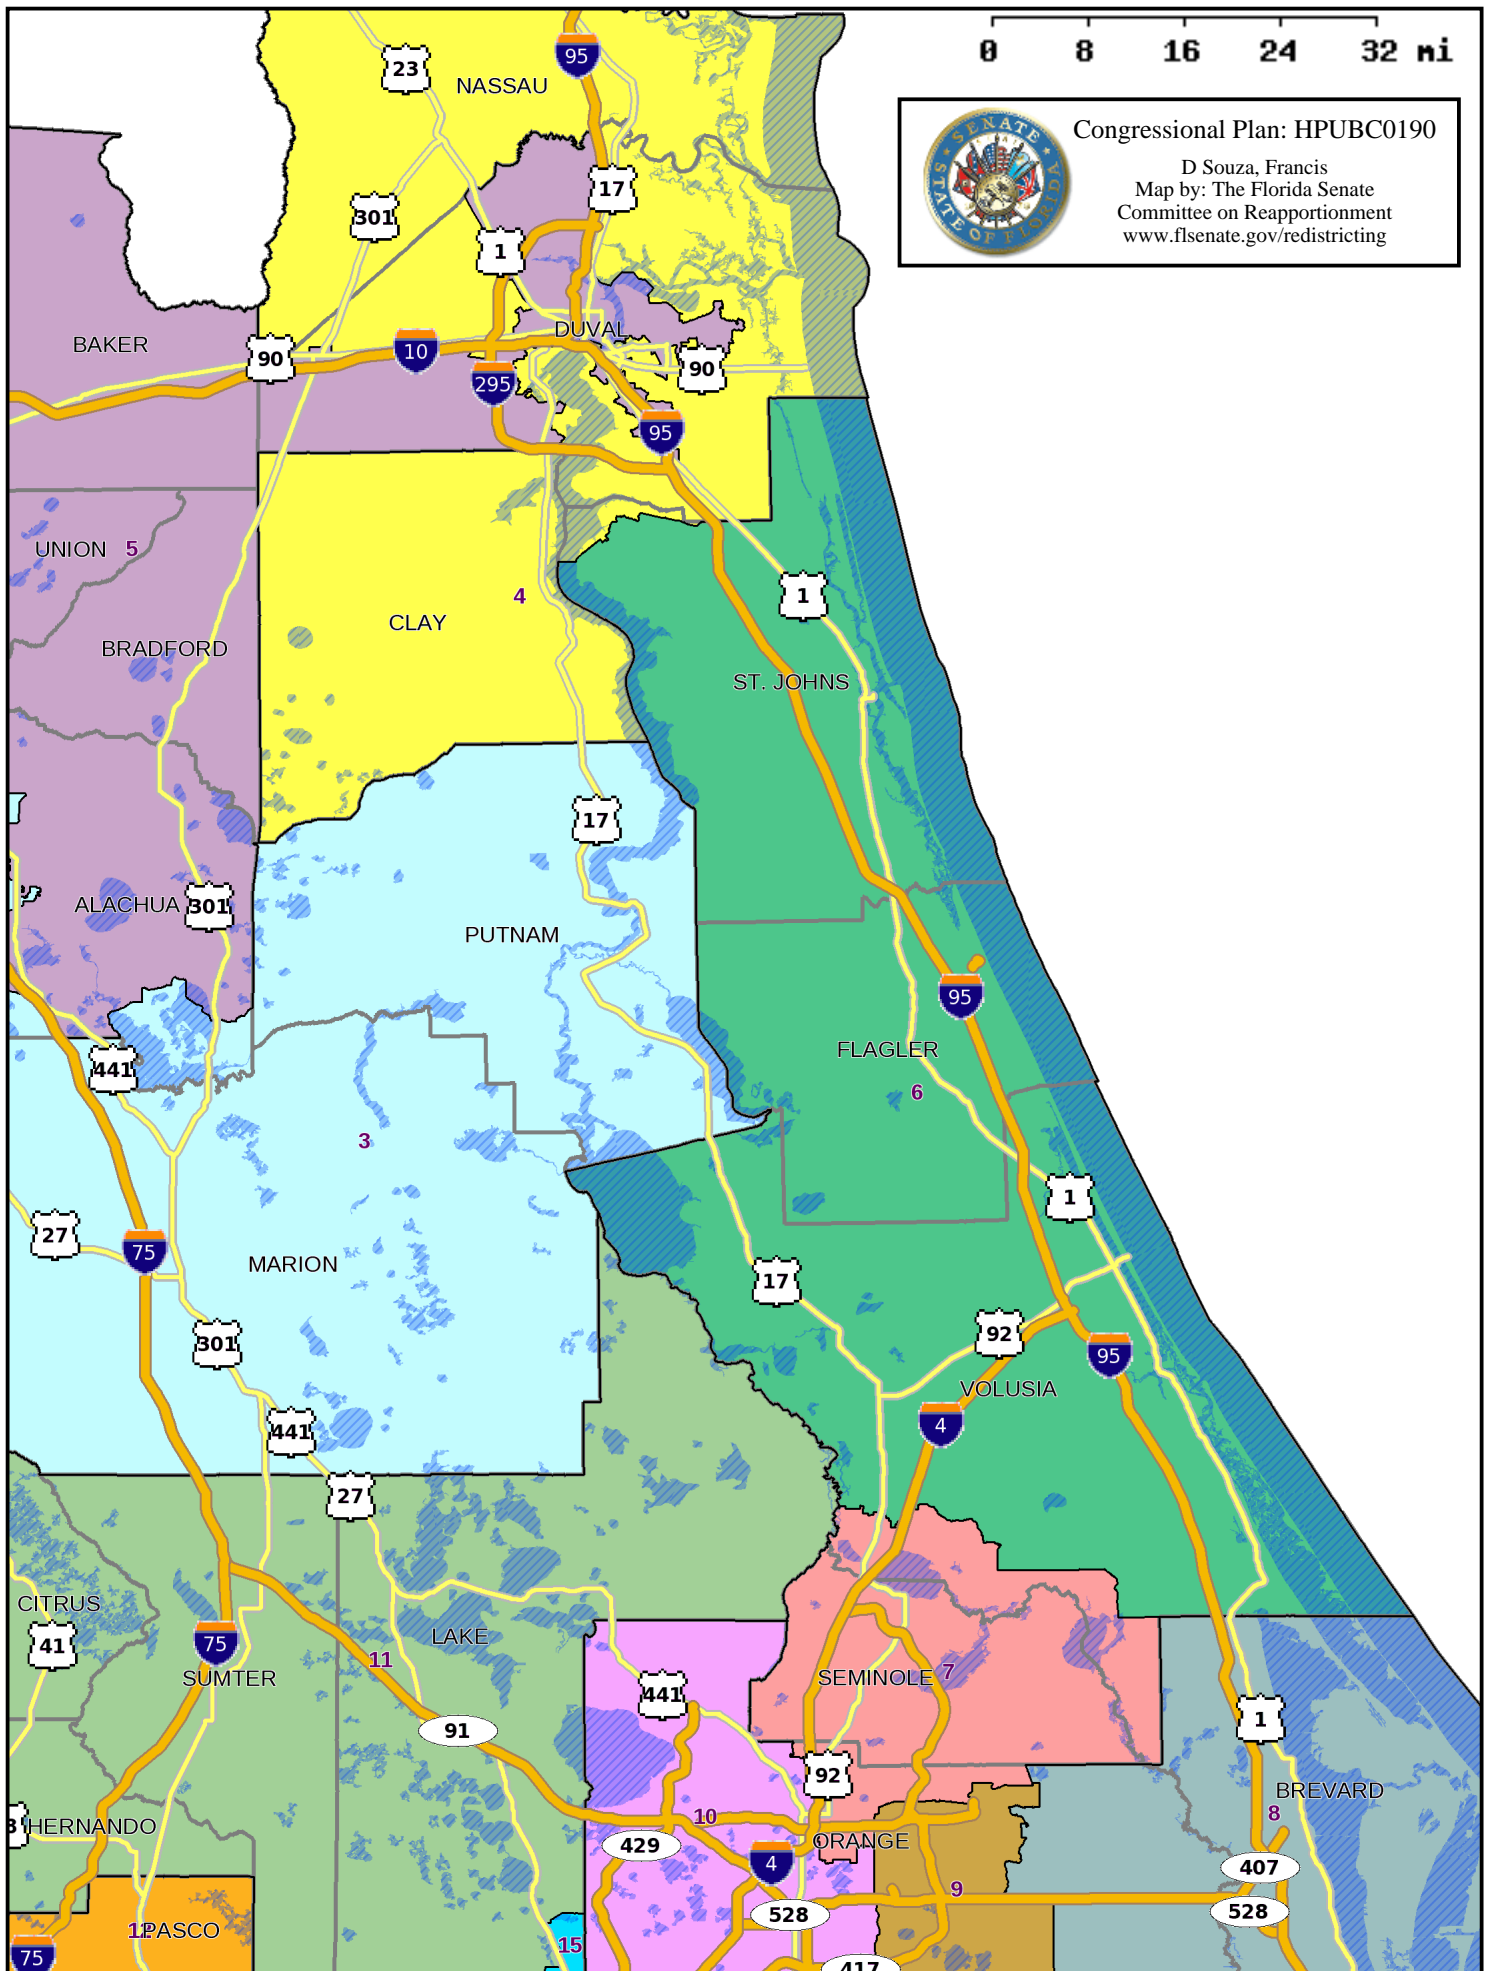 0 8 16 24 32 mi
Congressional Plan: HPUBC0190
D Souza, Francis
Map by: The Florida Senate
Committee on Reapportionment
www.flsenate.gov/redistricting
SENATE
STATE OF FLORIDA
95
23
NASSAU
17
301
1
DUVAL
BAKER
90
10
90
295
95
UNION
5
4
1
CLAY
BRADFORD
ST. JOHNS
17
ALACHUA
301
PUTNAM
95
FLAGLER
441
6
3
1
27
75
MARION
17
301
92
95
VOLUSIA
4
441
27
CITRUS
41
75
LAKE
11
SUMTER
SEMINOLE
7
441
91
1
92
BREVARD
8
10
HERNANDO
429
ORANGE
4
407
9
528
528
12
PASCO
15
75
417